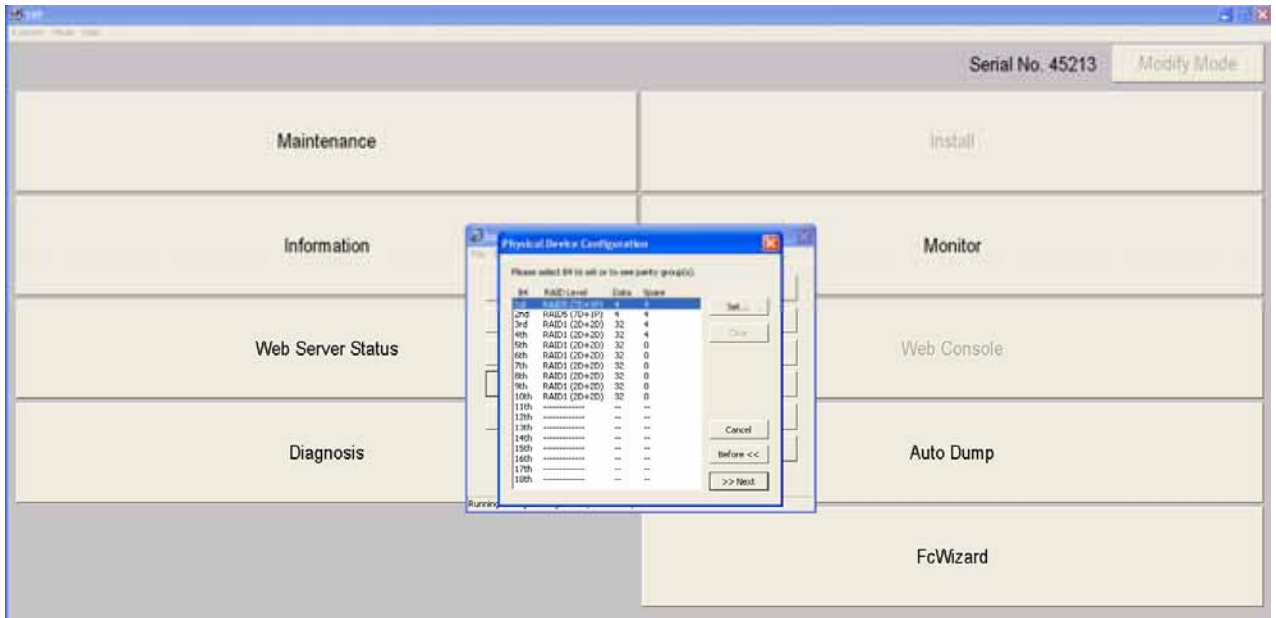 SVP
Serial No. 45213
Modify Mode
Maintenance
Install
Information
Monitor
Web Server Status
Web Console
Diagnosis
Auto Dump
FcWizard
Physical Device Configuration
Please select B4 to set or to see parity group(s).
B4 RAID Level Data Spare
1st RAID5 (7D+1P) 4
2nd RAID5 (7D+1P) 4 4
3rd RAID1 (2D+2D) 32 4
4th RAID1 (2D+2D) 32 4
5th RAID1 (2D+2D) 32 0
6th RAID1 (2D+2D) 32 0
7th RAID1 (2D+2D) 32 0
8th RAID1 (2D+2D) 32 0
9th RAID1 (2D+2D) 32 0
10th RAID1 (2D+2D) 32 0
11th ------------- -- --
12th ------------- -- --
13th ------------- -- --
14th ------------- -- --
15th ------------- -- --
16th ------------- -- --
17th ------------- -- --
18th ------------- -- --
Set...
Clear
Cancel
Before <<
>> Next
Running